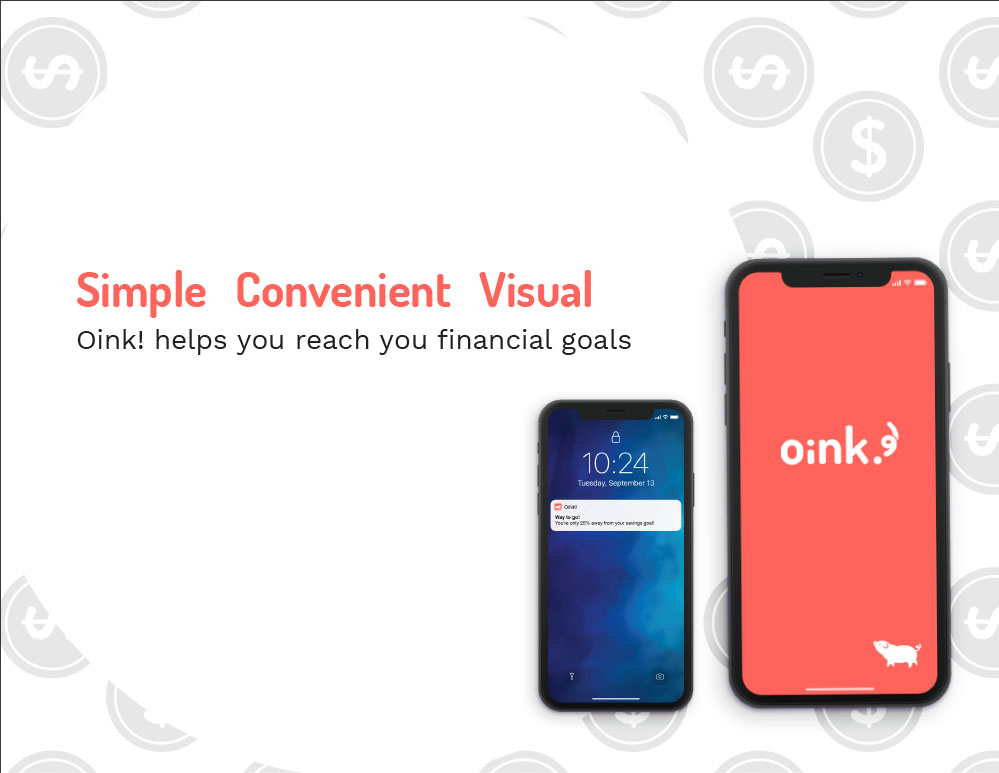 Simple Convenient Visual
Oink! helps you reach you financial goals
10:24
Tuesday, September 13
OINK!
Way to go!
You're only 25% away from your savings goal!
oink.
$